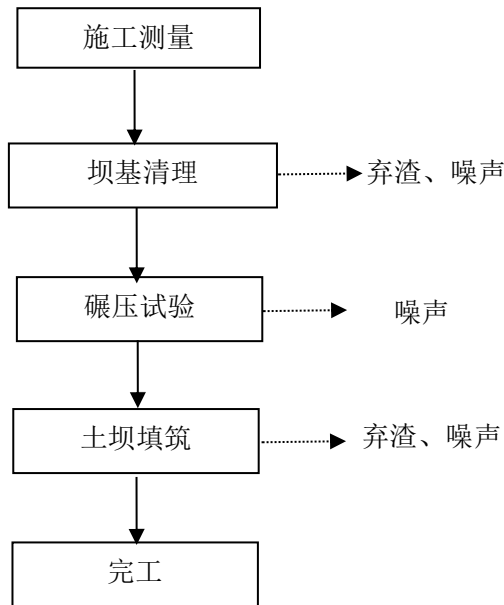 施工测量
坝基清理
弃渣、噪声
碾压试验
噪声
土坝填筑
弃渣、噪声
完工